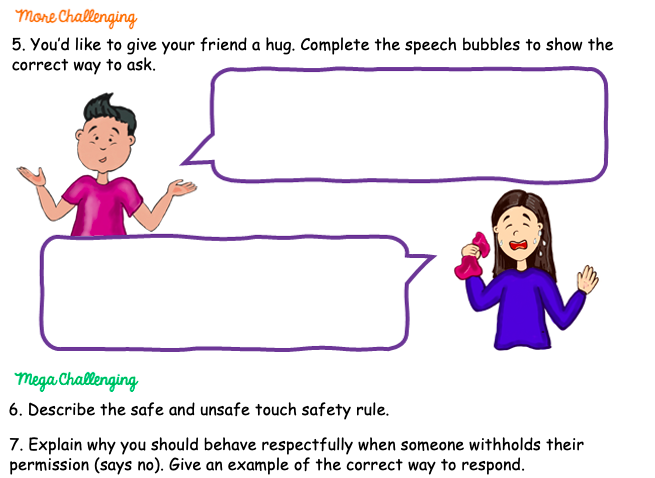 More Challenging
5. You'd like to give your friend a hug. Complete the speech bubbles to show the
correct way to ask.
Mega Challenging
6. Describe the safe and unsafe touch safety rule.
7. Explain why you should behave respectfully when someone withholds their
permission (says no). Give an example of the correct way to respond.